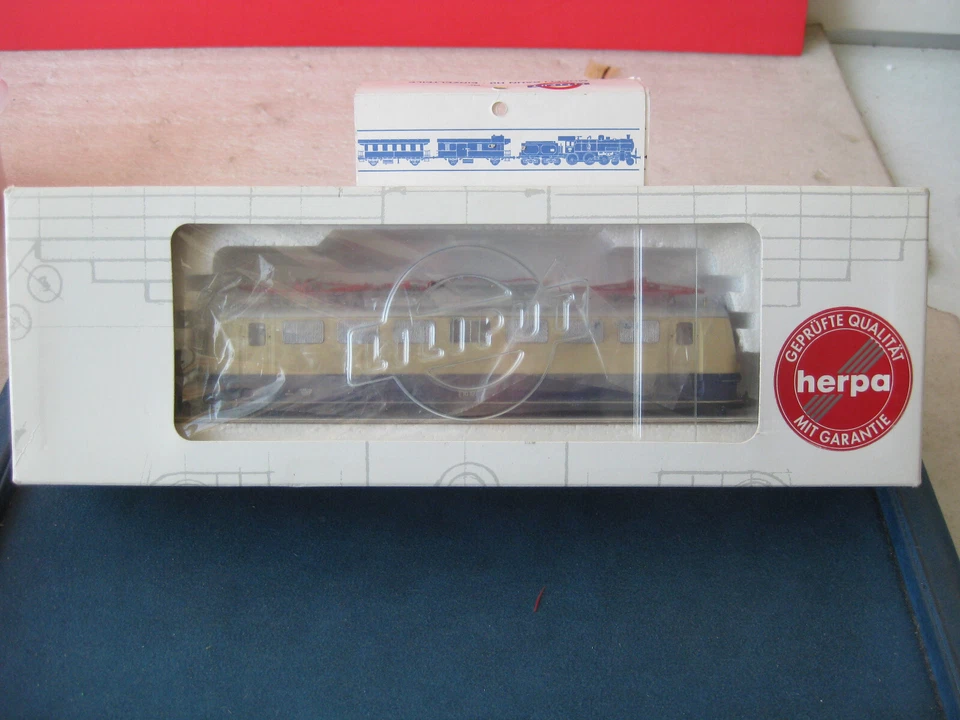 LILIPUT
GEPRÜFTE QUALITÄT
herpa
MIT GARANTIE